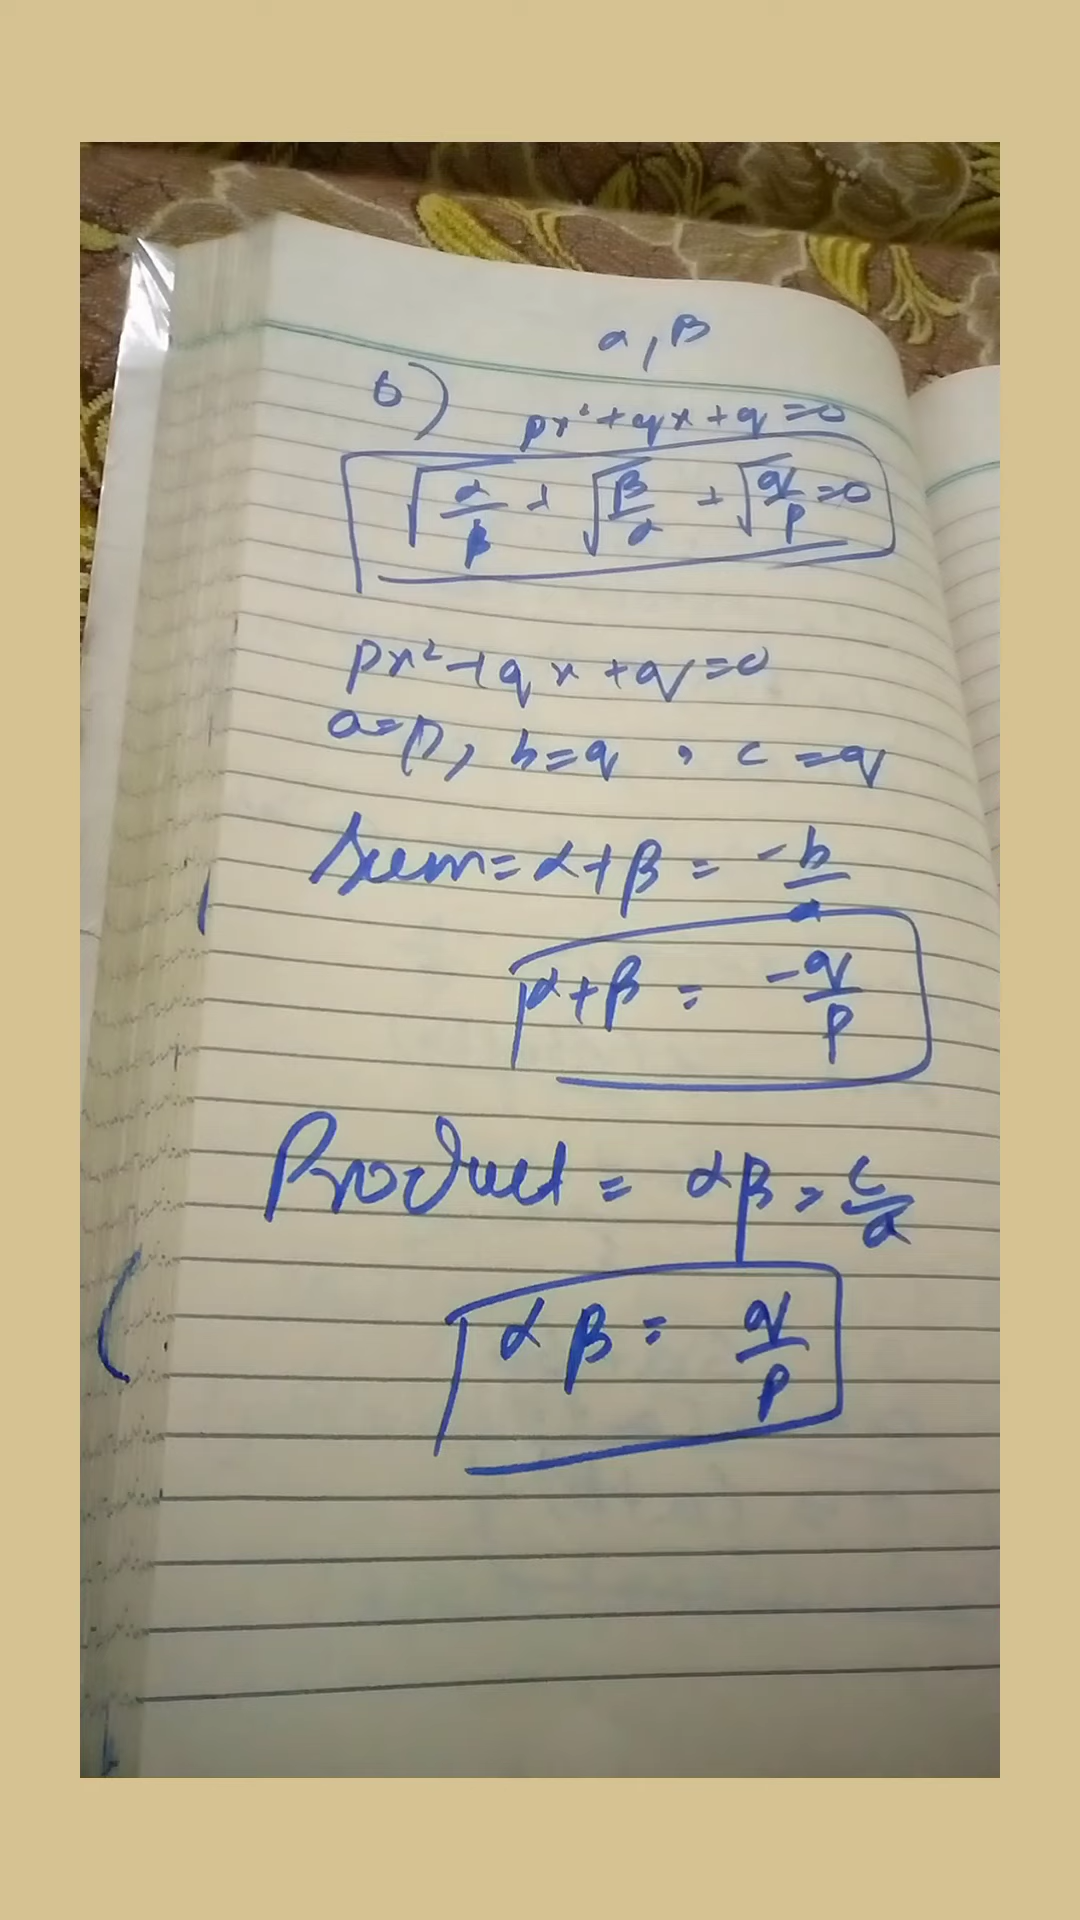 α, β
6)
px² + qx + q = 0
√α/β + √β/α + √q/p = 0
px² + qx + q = 0
a = p, b = q, c = q
Sum = α + β = -b/a
α + β = -q/p
Product = αβ = c/a
αβ = q/p